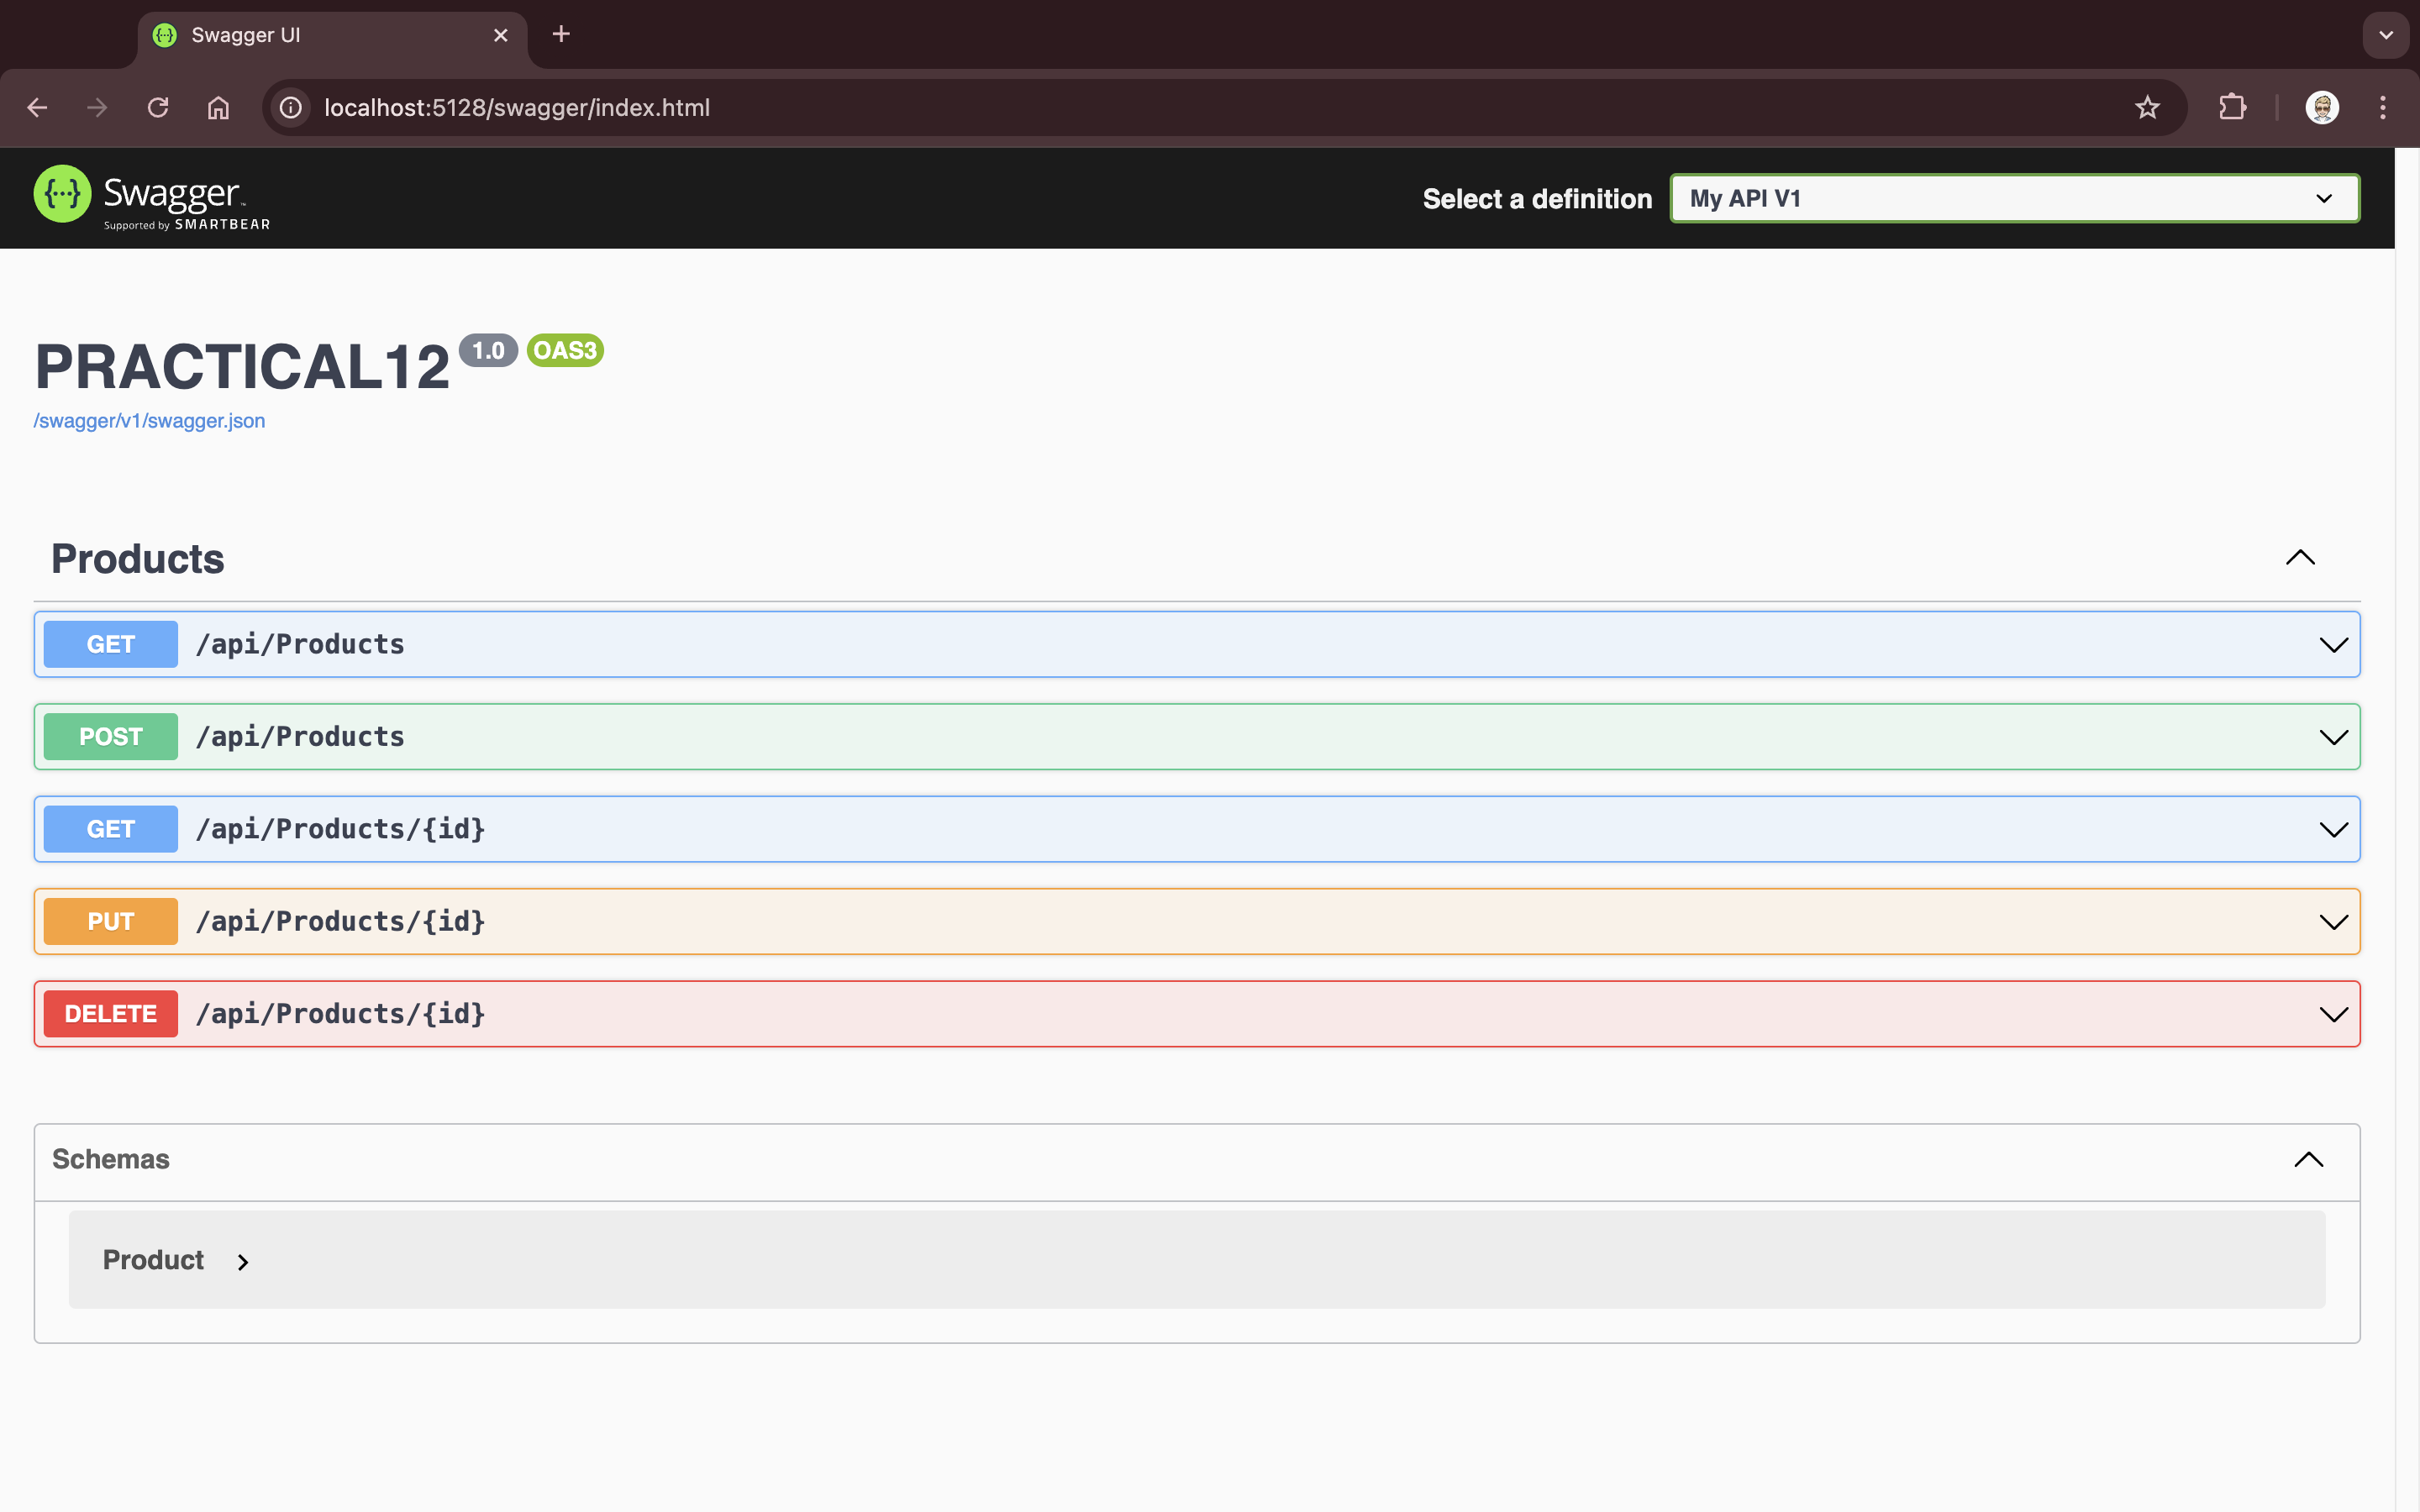 Swagger UI
localhost:5128/swagger/index.html
{···} Swagger™
Supported by SMARTBEAR
Select a definition
My API V1
PRACTICAL12 1.0 OAS3
/swagger/v1/swagger.json
Products
GET /api/Products
POST /api/Products
GET /api/Products/{id}
PUT /api/Products/{id}
DELETE /api/Products/{id}
Schemas
Product